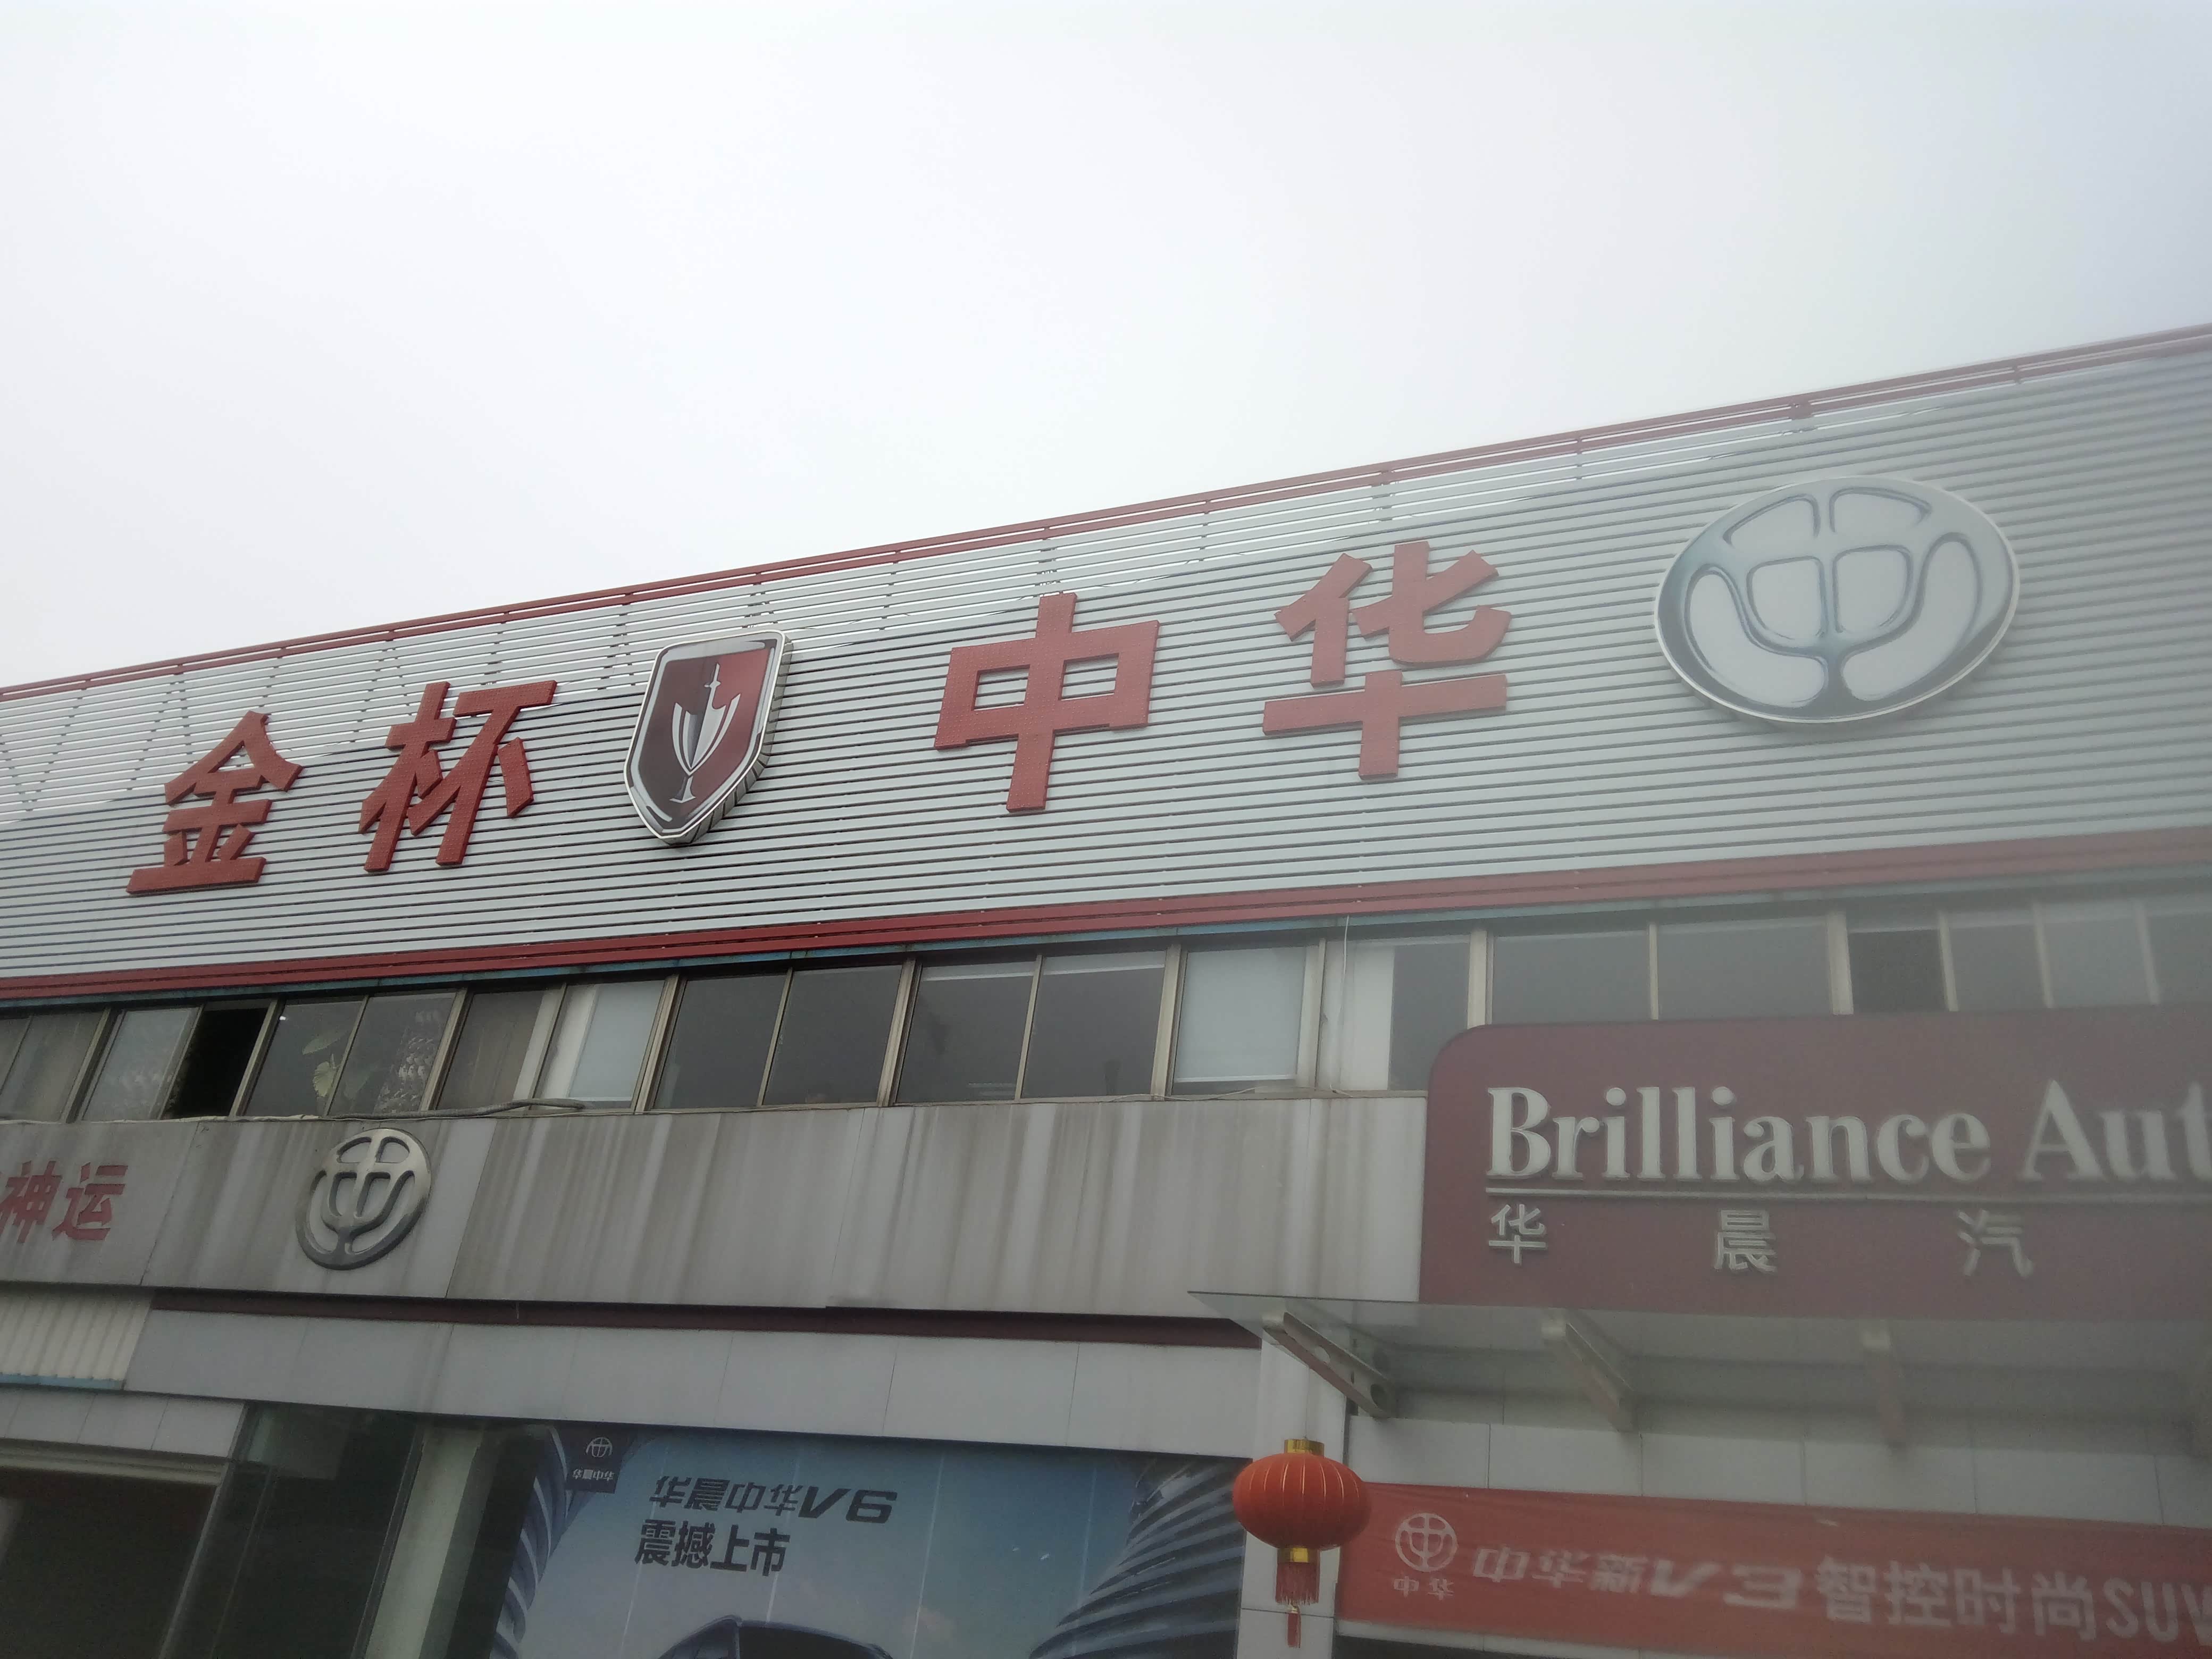 金杯 中华
神运
Brilliance Aut
华晨汽
华晨中华
华晨中华V6
震撼上市
中华
中华新V3智控时尚SUV